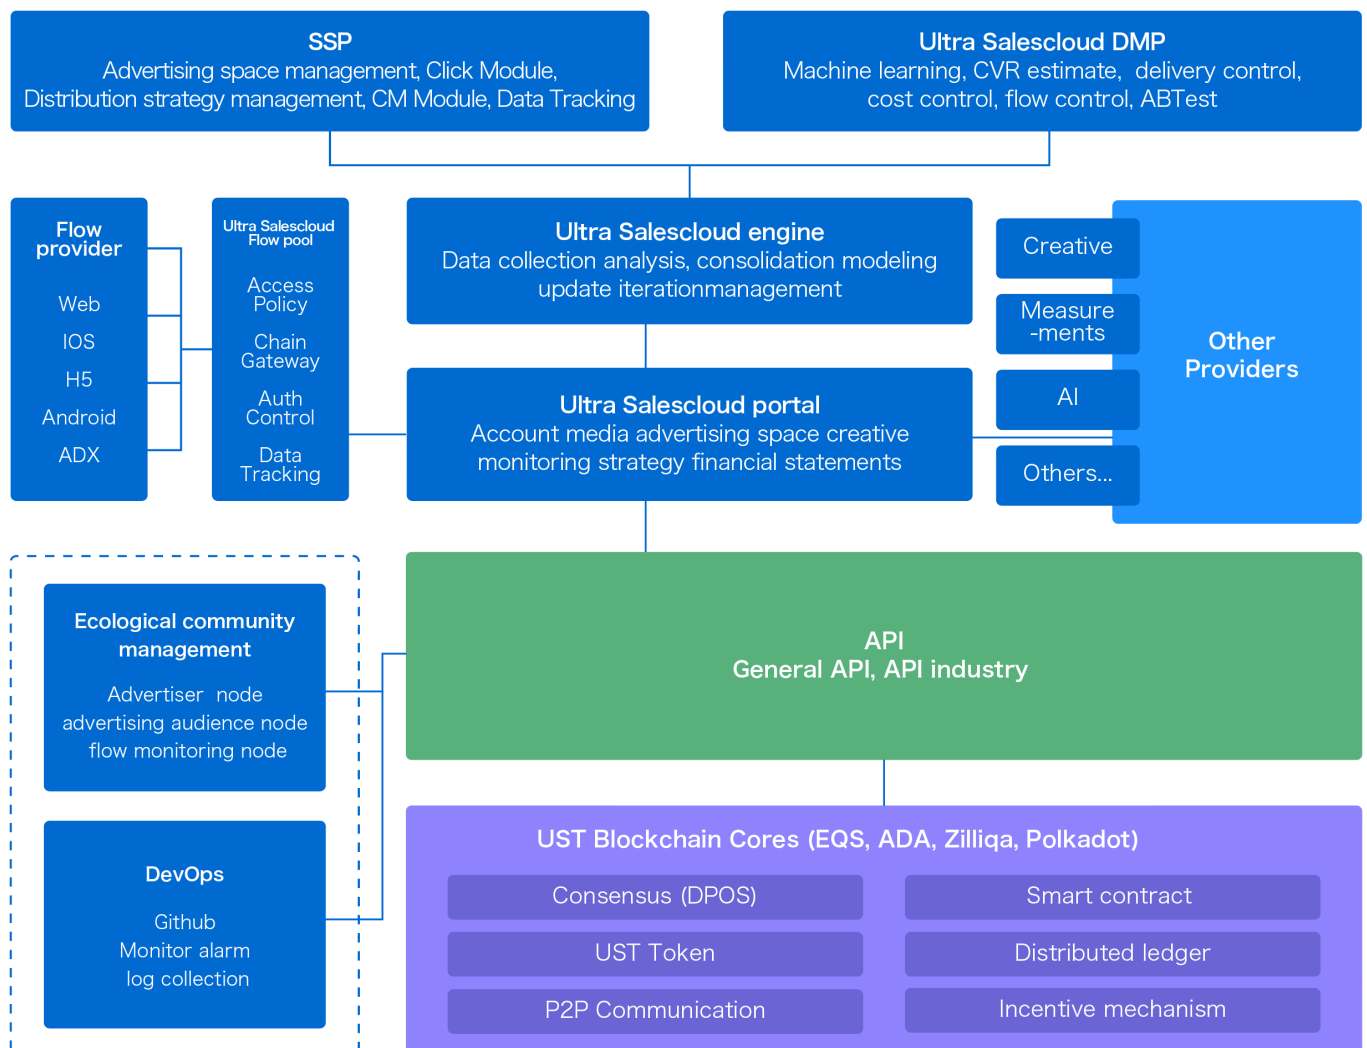 SSP
Advertising space management, Click Module,
Distribution strategy management, CM Module, Data Tracking
Ultra Salescloud DMP
Machine learning, CVR estimate,  delivery control,
cost control, flow control, ABTest
Flow
provider
Web
IOS
H5
Android
ADX
Ultra Salescloud
Flow pool
Access
Policy
Chain
Gateway
Auth
Control
Data
Tracking
Ultra Salescloud engine
Data collection analysis, consolidation modeling
update iterationmanagement
Ultra Salescloud portal
Account media advertising space creative
monitoring strategy financial statements
Creative
Measure
-ments
AI
Others...
Other
Providers
Ecological community
management
Advertiser  node
advertising audience node
flow monitoring node
DevOps
Github
Monitor alarm
log collection
API
General API, API industry
UST Blockchain Cores (EQS, ADA, Zilliqa, Polkadot)
Consensus (DPOS)
Smart contract
UST Token
Distributed ledger
P2P Communication
Incentive mechanism